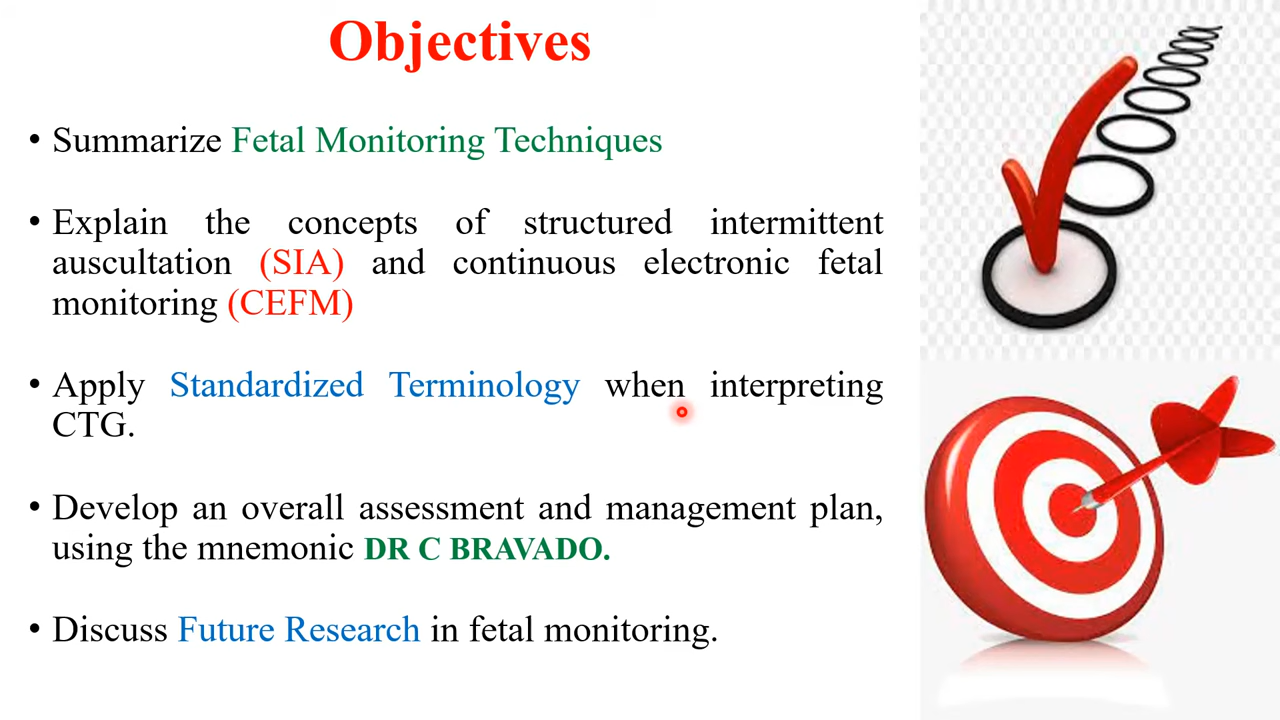 Objectives
• Summarize Fetal Monitoring Techniques
• Explain the concepts of structured intermittent
auscultation (SIA) and continuous electronic fetal
monitoring (CEFM)
• Apply Standardized Terminology when interpreting
CTG.
• Develop an overall assessment and management plan,
using the mnemonic DR C BRAVADO.
• Discuss Future Research in fetal monitoring.